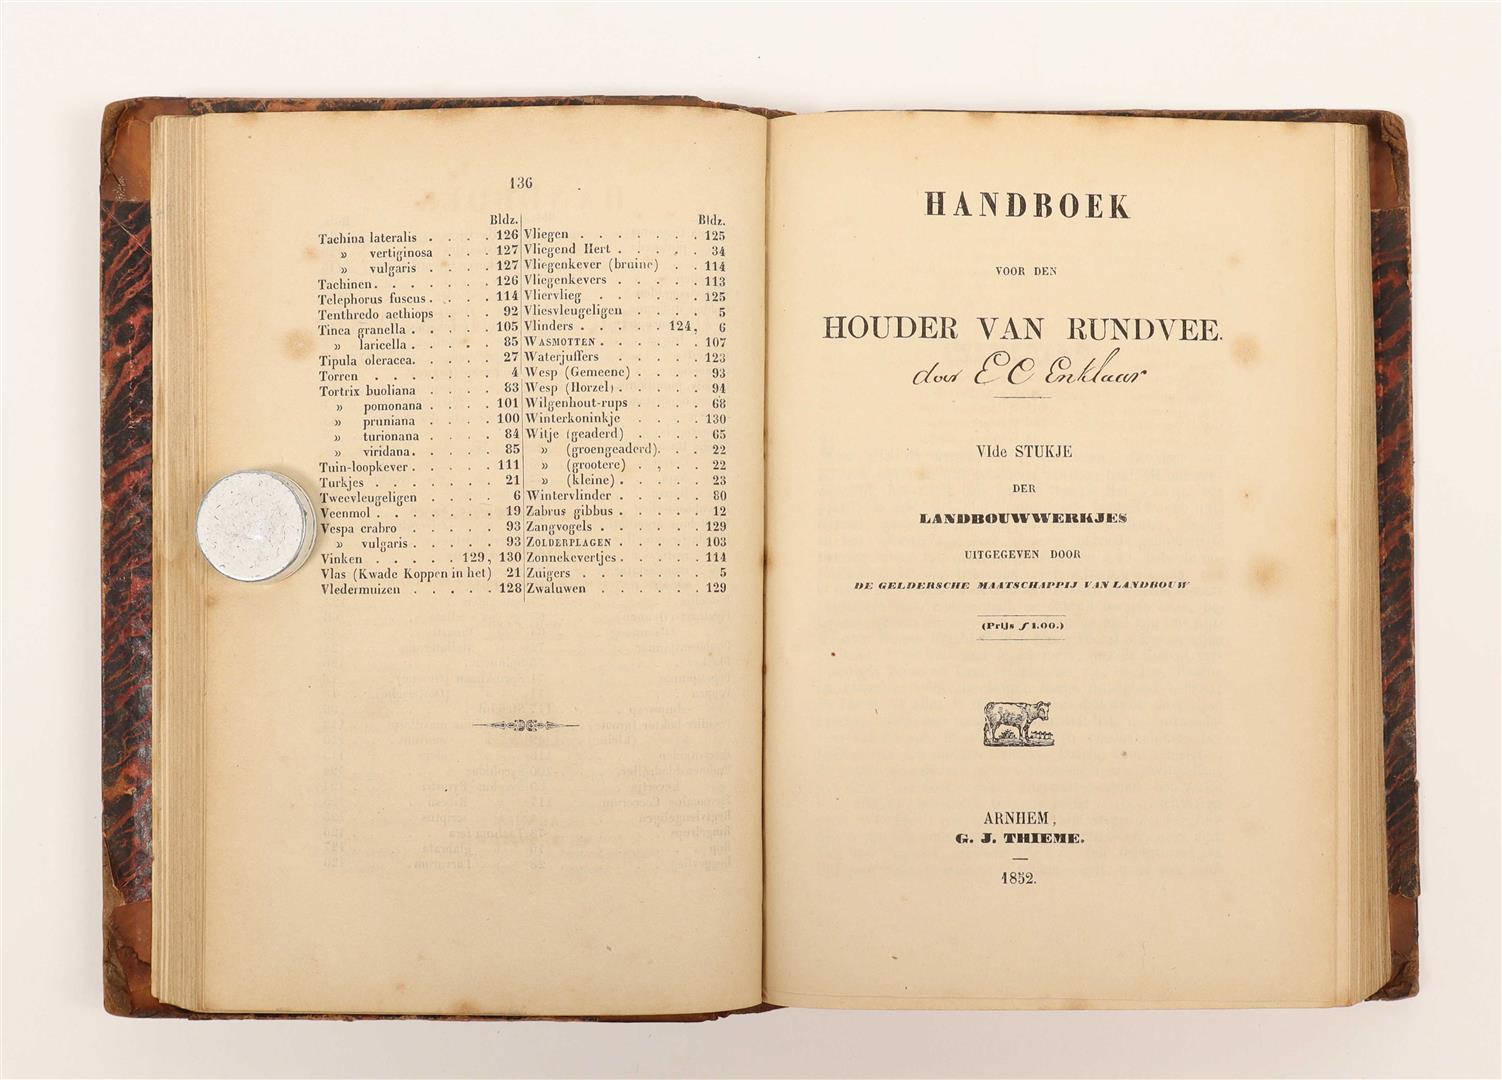 136
Bldz.
Tachina lateralis . . . . 126
» vertiginosa . . . 127
» vulgaris . . . . 127
Tachinen. . . . . . . 126
Telephorus fuscus. . . . 114
Tenthredo aethiops . . . 92
Tinea granella . . . . . 105
» laricella . . . . . 85
Tipula oleracea. . . . . 27
Torren . . . . . . . 4
Tortrix buoliana . . . . 83
» pomonana . . . . 101
» pruniana . . . . 100
» turionana . . . . 84
» viridana. . . . . 85
Tuin-loopkever . . . . . 111
Turkjes . . . . . . . 21
Tweevleugeligen . . . . 6
Veenmol . . . . . . . 19
Vespa crabro . . . . . 93
» vulgaris . . . . . 93
Vinken . . . . . 129, 130
Vlas (Kwade Koppen in het) 21
Vledermuizen . . . . . 128
Bldz.
Vliegen . . . . . . . 125
Vliegend Hert . . . . . 34
Vliegenkever (bruine) . . 114
Vliegenkevers . . . . . 113
Vliervlieg . . . . . . 125
Vliesvleugeligen . . . . 5
Vlinders . . . . . 124, 6
WASMOTTEN . . . . . . 107
Waterjuffers . . . . . 123
Wesp (Gemeene) . . . . 93
Wesp (Horzel) . . . . . 94
Wilgenhout-rups . . . . 68
Winterkoninkje . . . . 130
Witje (geaderd) . . . . 65
» (groengeaderd). . . 22
» (grootere) . . . . 22
» (kleine) . . . . . 23
Wintervlinder . . . . . 80
Zabrus gibbus . . . . . 12
Zangvogels . . . . . . 129
ZOLDERPLAGEN . . . . . 103
Zonnekevertjes . . . . . 114
Zuigers . . . . . . . 5
Zwaluwen . . . . . . 129
HANDBOEK
VOOR DEN
HOUDER VAN RUNDVEE.
door E C Enklaar
VIde STUKJE
DER
LANDBOUWWERKJES
UITGEGEVEN DOOR
DE GELDERSCHE MAATSCHAPPIJ VAN LANDBOUW
(Prijs ƒ 1.00.)
ARNHEM,
G. J. THIEME.
1852.